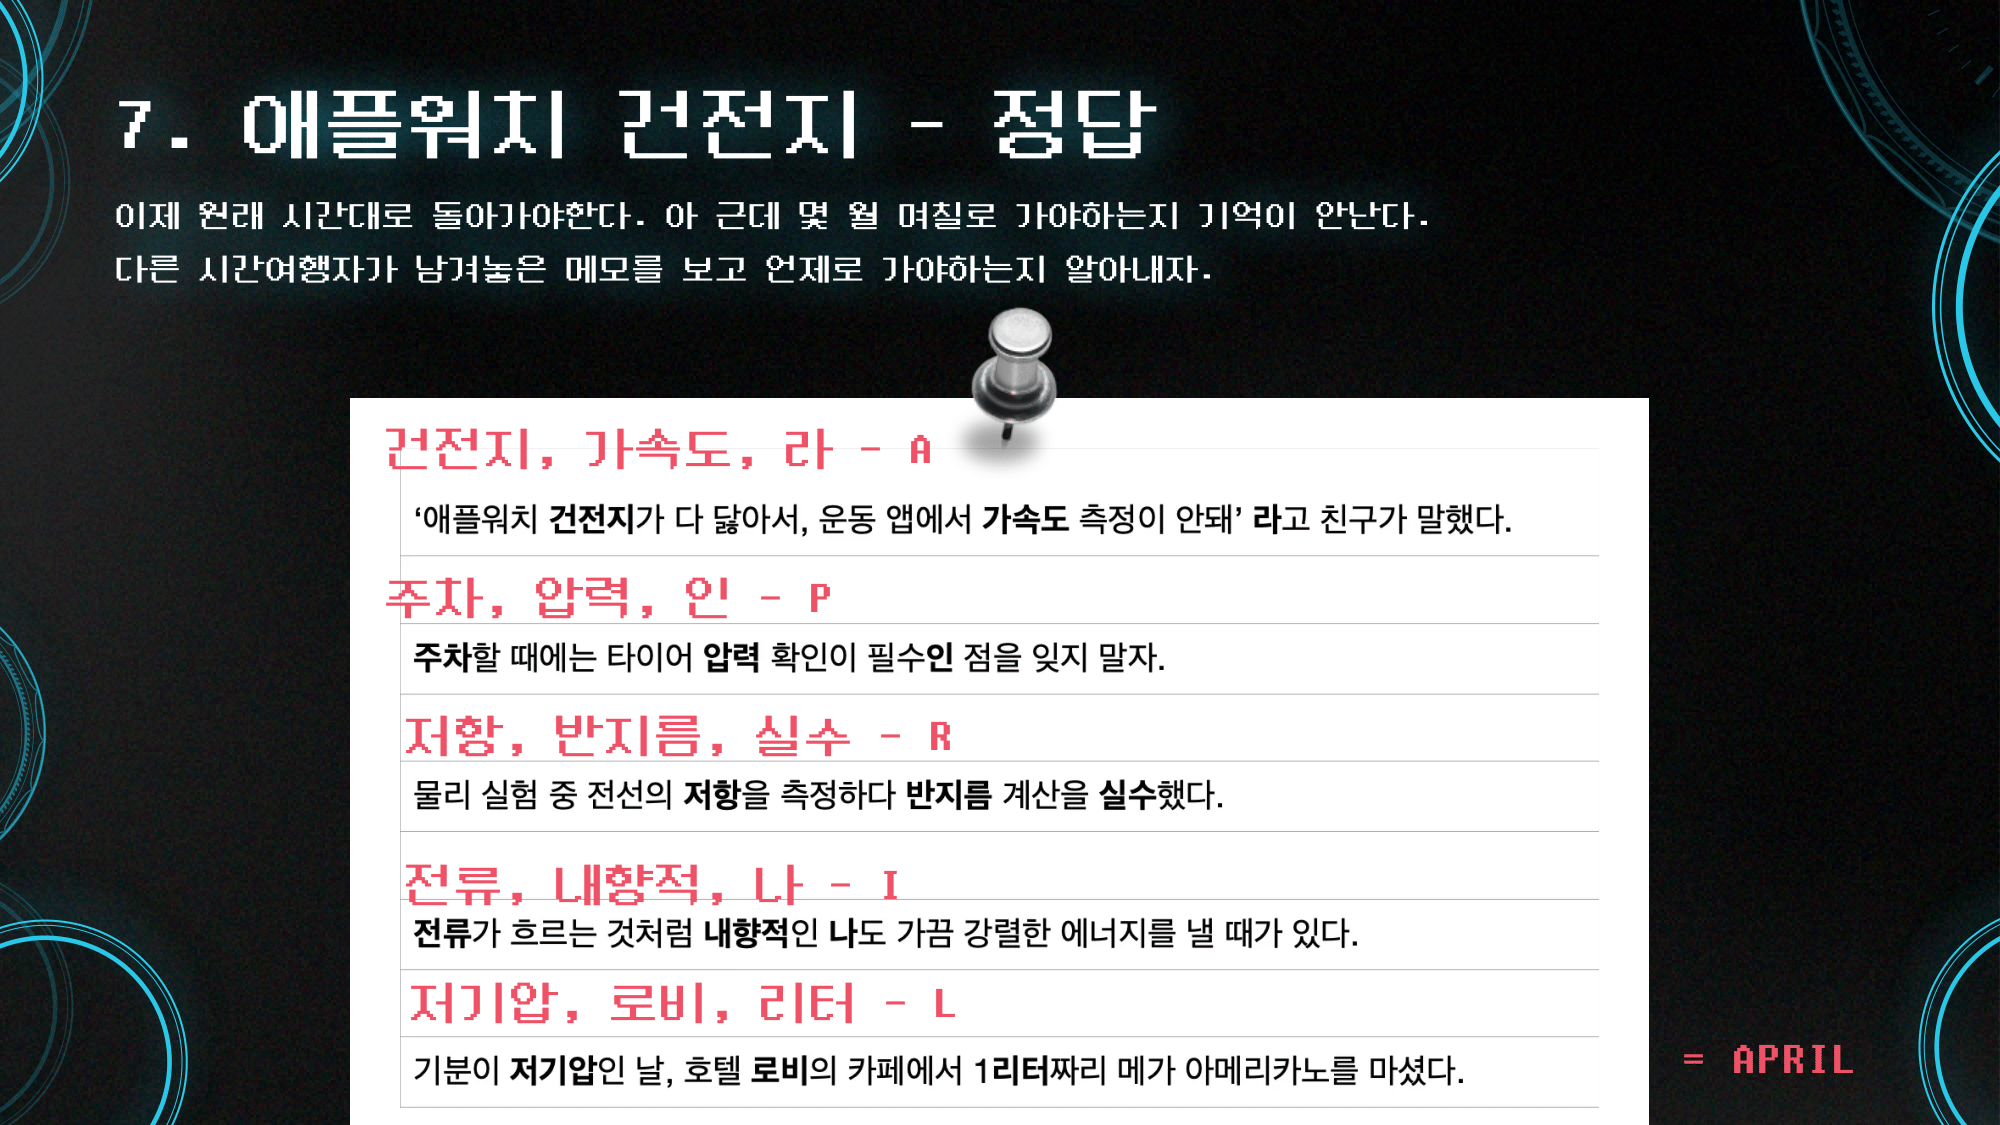 7. 애플워치 건전지 - 정답
이제 원래 시간대로 돌아가야한다. 아 근데 몇 월 며칠로 가야하는지 기억이 안난다.
다른 시간여행자가 남겨놓은 메모를 보고 언제로 가야하는지 알아내자.
건전지, 가속도, 라 - A
‘애플워치 건전지가 다 닳아서, 운동 앱에서 가속도 측정이 안돼’ 라고 친구가 말했다.
주차, 압력, 인 - P
주차할 때에는 타이어 압력 확인이 필수인 점을 잊지 말자.
저항, 반지름, 실수 - R
물리 실험 중 전선의 저항을 측정하다 반지름 계산을 실수했다.
전류, 내향적, 나 - I
전류가 흐르는 것처럼 내향적인 나도 가끔 강렬한 에너지를 낼 때가 있다.
저기압, 로비, 리터 - L
기분이 저기압인 날, 호텔 로비의 카페에서 1리터짜리 메가 아메리카노를 마셨다.
= APRIL